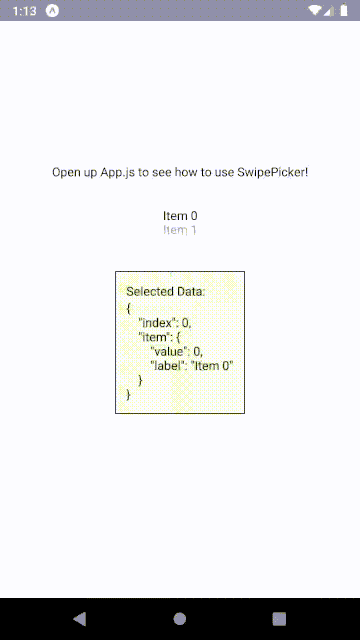 1:13
Open up App.js to see how to use SwipePicker!
Item 0
Item 1
Selected Data:
{
    "index": 0,
    "item": {
        "value": 0,
        "label": "Item 0"
    }
}